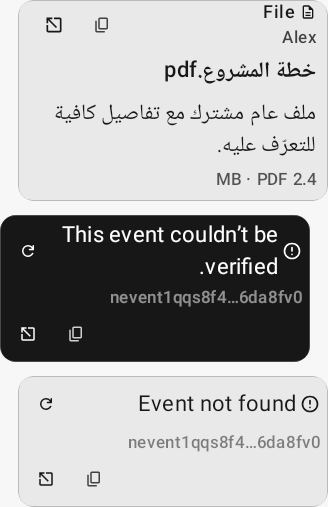 File
Alex
خطة المشروع.pdf
ملف عام مشترك مع تفاصيل كافية
للتعرّف عليه.
MB · PDF 2.4
This event couldn’t be
.verified
nevent1qqs8f4…6da8fv0
Event not found
nevent1qqs8f4…6da8fv0